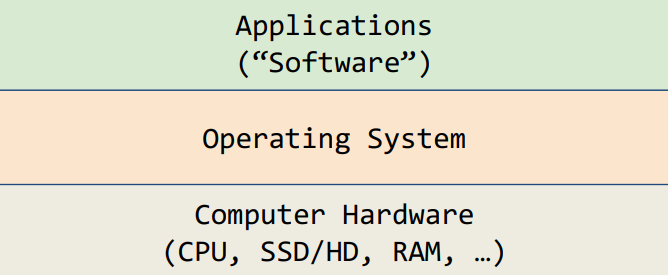 Applications
(“Software”)
Operating System
Computer Hardware
(CPU, SSD/HD, RAM, …)